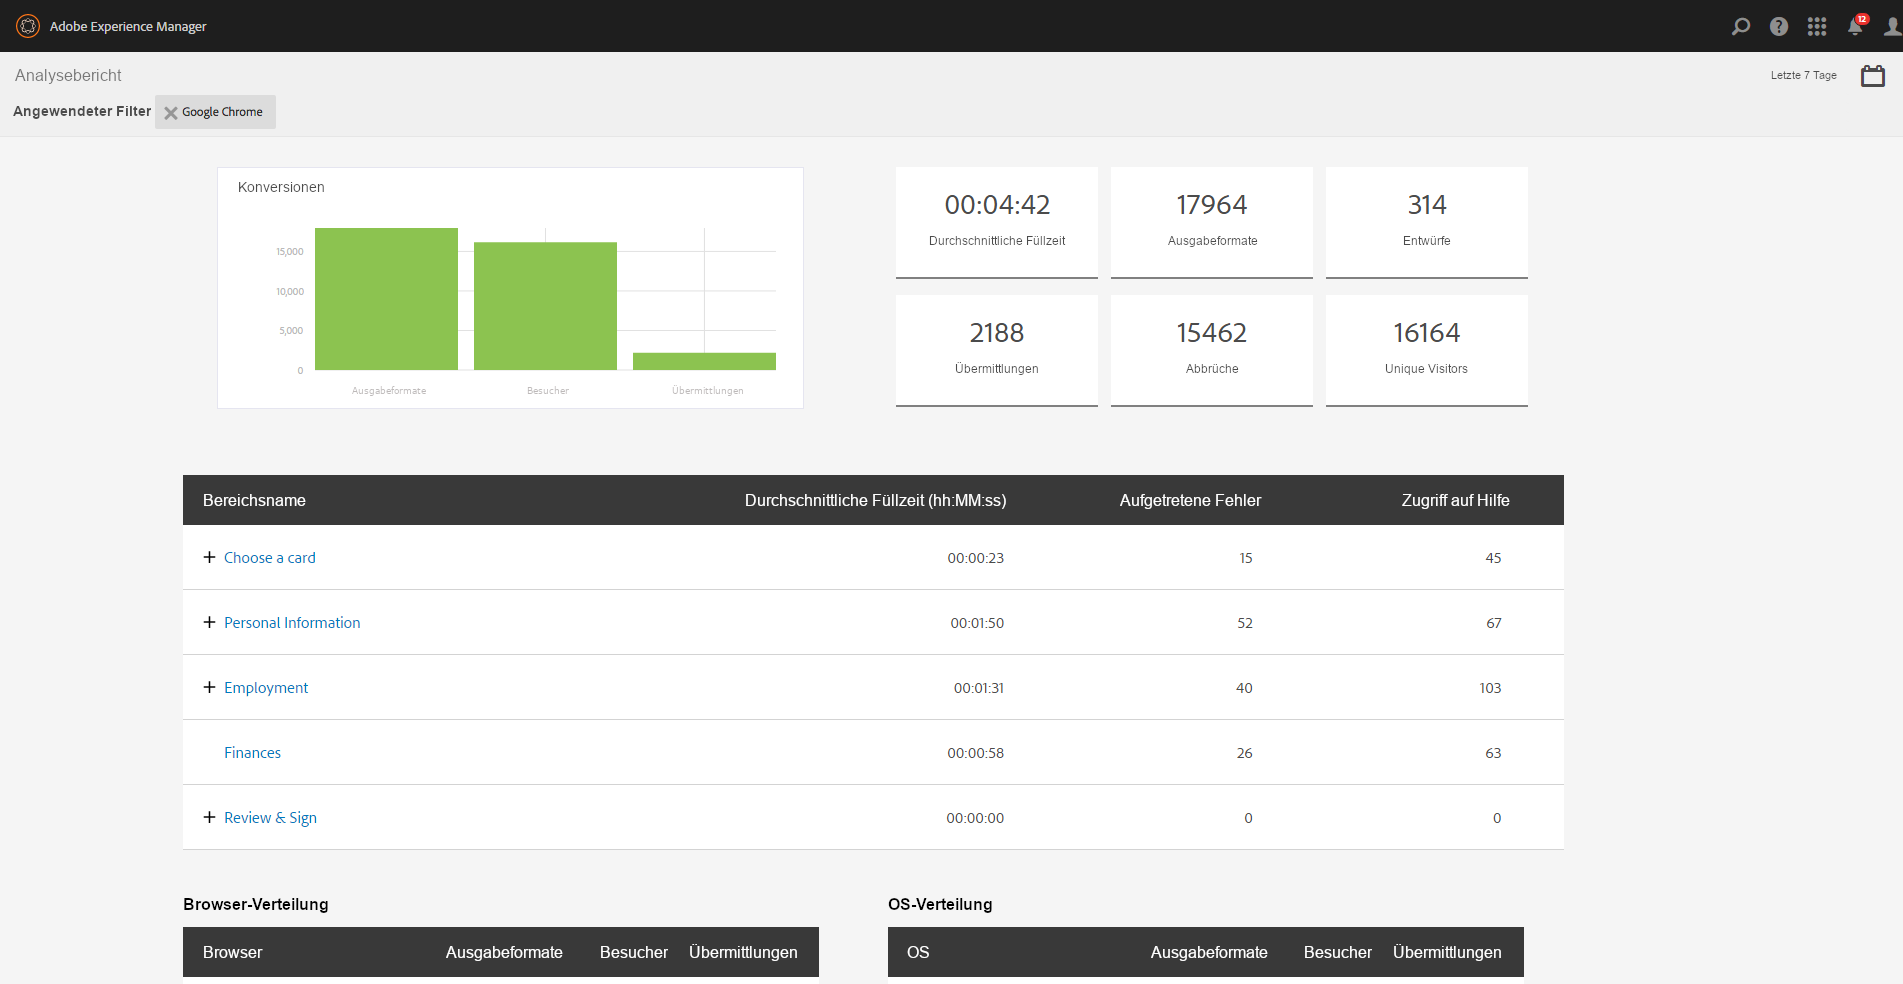 Adobe Experience Manager
12
Analysebericht
Letzte 7 Tage
Angewendeter Filter Google Chrome
Konversionen
15,000
10,000
5,000
0
Ausgabeformate Besucher Übermittlungen
00:04:42 17964 314
Durchschnittliche Füllzeit Ausgabeformate Entwürfe
2188 15462 16164
Übermittlungen Abbrüche Unique Visitors
Bereichsname Durchschnittliche Füllzeit (hh:MM:ss) Aufgetretene Fehler Zugriff auf Hilfe
+ Choose a card 00:00:23 15 45
+ Personal Information 00:01:50 52 67
+ Employment 00:01:31 40 103
Finances 00:00:58 26 63
+ Review & Sign 00:00:00 0 0
Browser-Verteilung OS-Verteilung
Browser Ausgabeformate Besucher Übermittlungen OS Ausgabeformate Besucher Übermittlungen